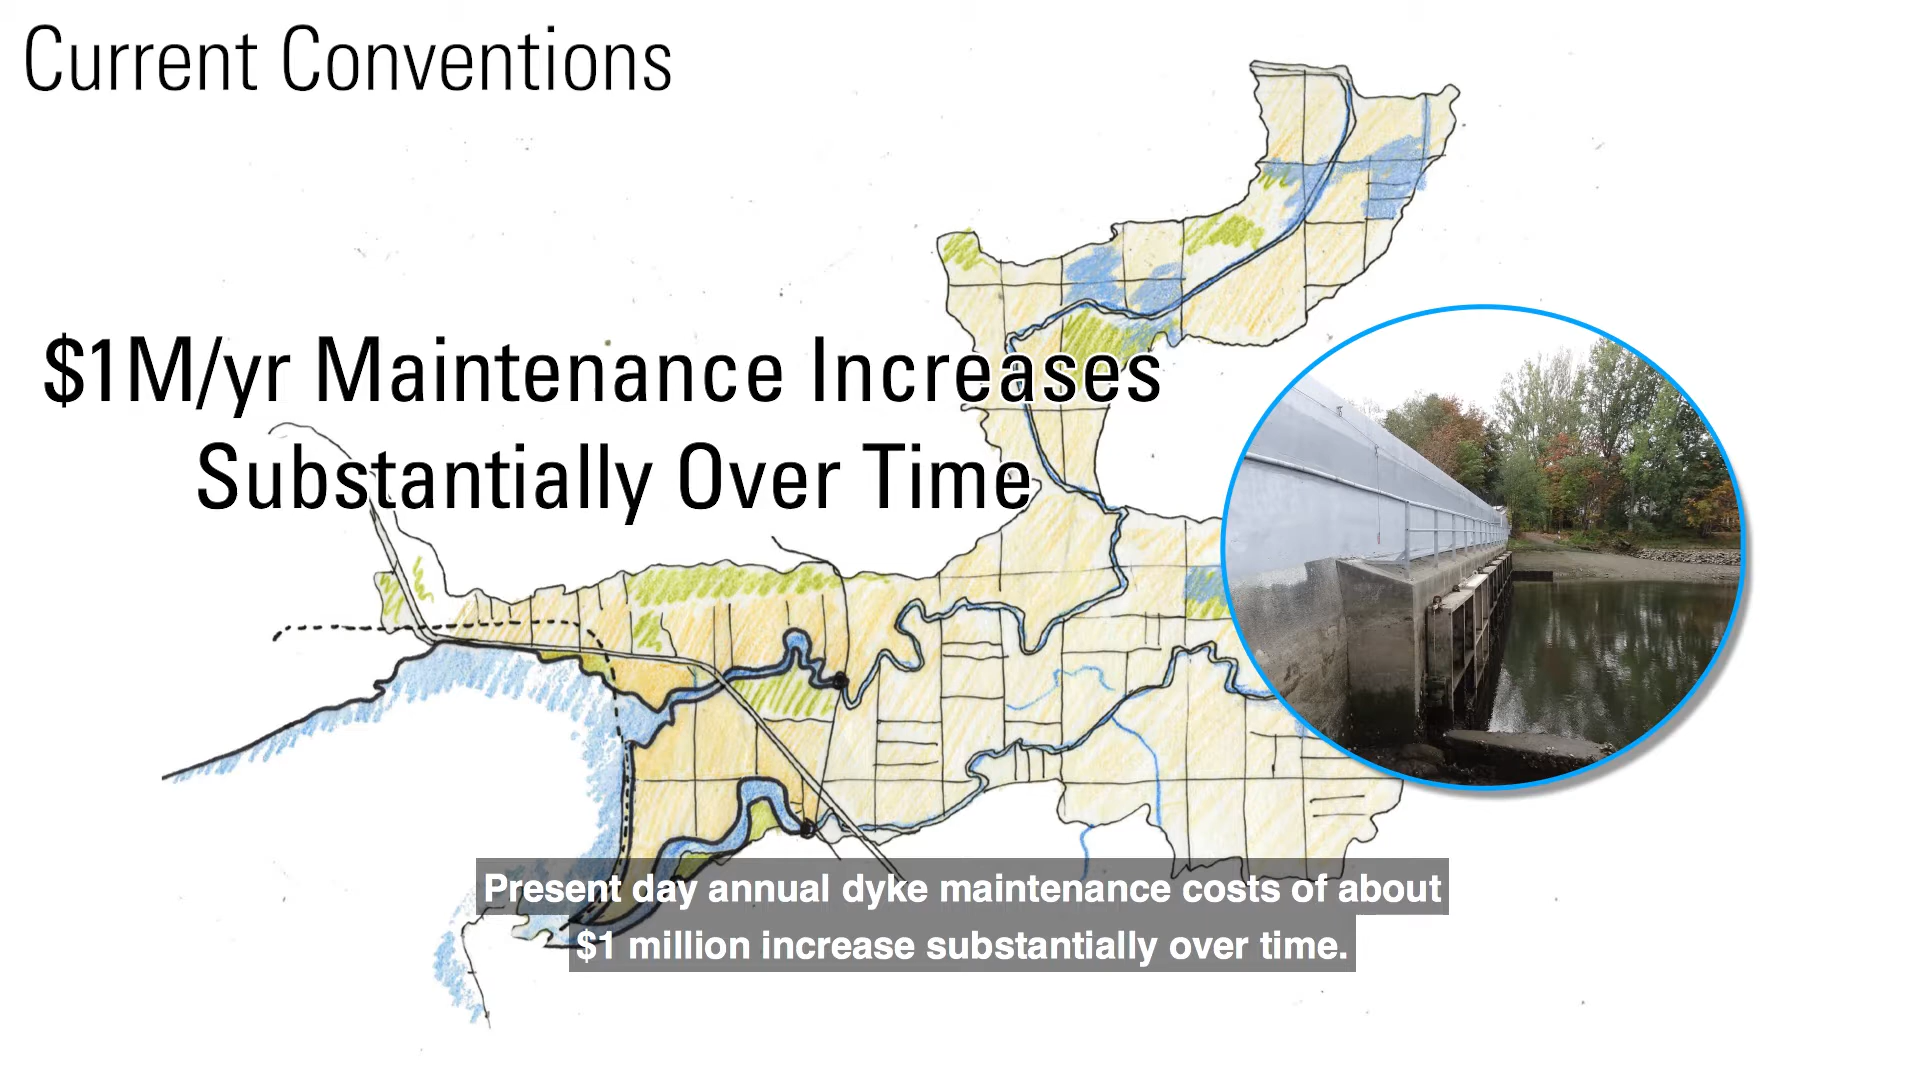 Current Conventions
$1M/yr Maintenance Increases
Substantially Over Time
Present day annual dyke maintenance costs of about
$1 million increase substantially over time.